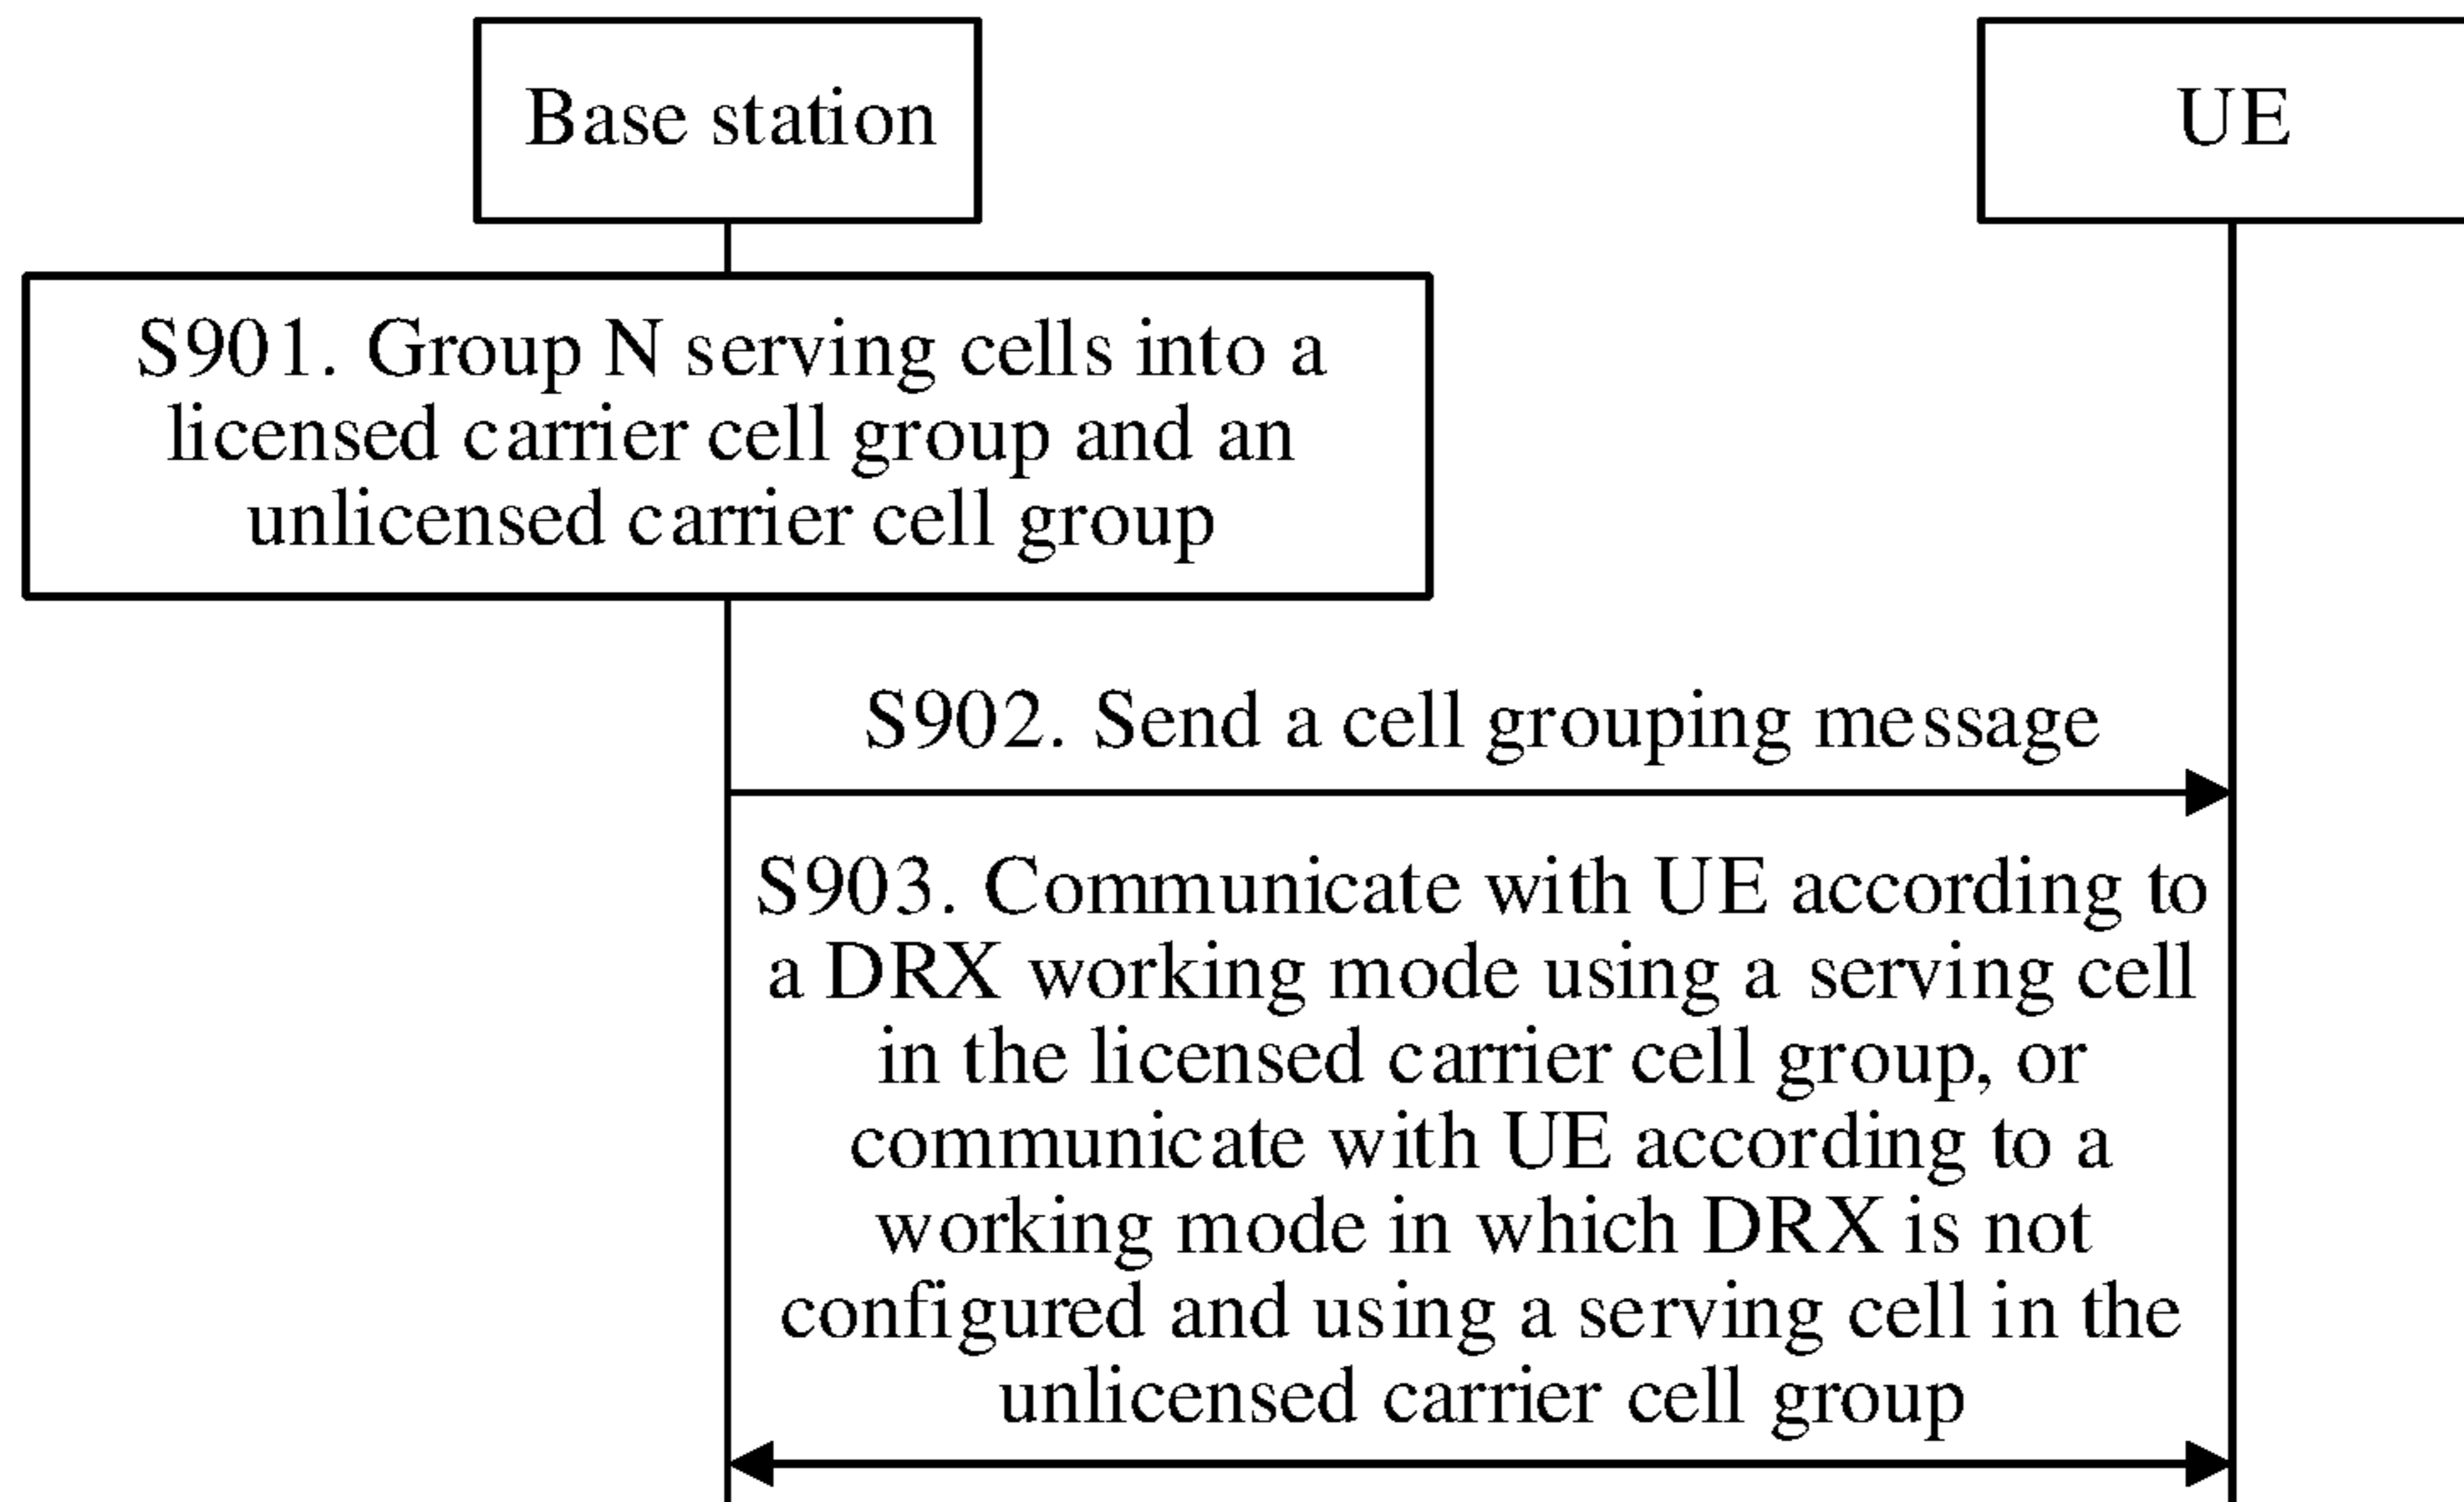 Base station
UE
S901. Group N serving cells into a
licensed carrier cell group and an
unlicensed carrier cell group
S902. Send a cell grouping message
S903. Communicate with UE according to
a DRX working mode using a serving cell
in the licensed carrier cell group, or
communicate with UE according to a
working mode in which DRX is not
configured and using a serving cell in the
unlicensed carrier cell group